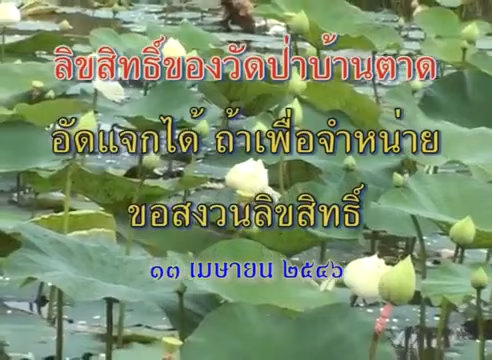 ลิขสิทธิ์ของวัดป่าบ้านตาด
อัดแจกได้ ถ้าเพื่อจำหน่าย
ขอสงวนลิขสิทธิ์
๑๓ เมษายน ๒๕๔๖